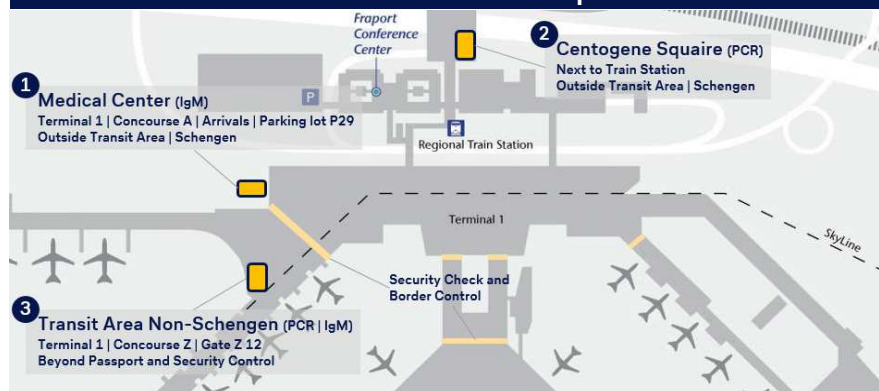 Fraport
Conference
Center
2
Centogene Squaire (PCR)
Next to Train Station
Outside Transit Area | Schengen
1
Medical Center (IgM)
Terminal 1 | Concourse A | Arrivals | Parking lot P29
Outside Transit Area | Schengen
P
Regional Train Station
Terminal 1
SkyLine
Security Check and
Border Control
3
Transit Area Non-Schengen (PCR | IgM)
Terminal 1 | Concourse Z | Gate Z 12
Beyond Passport and Security Control